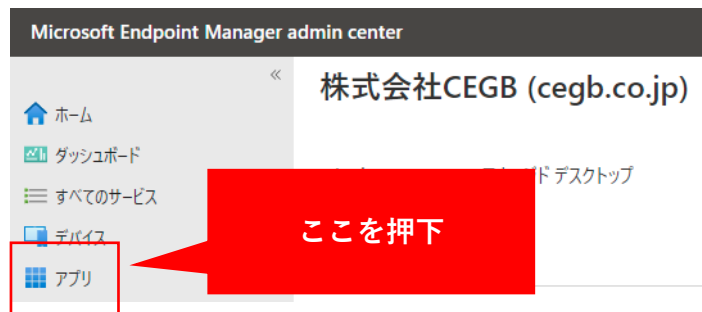 Microsoft Endpoint Manager admin center
«
株式会社CEGB (cegb.co.jp)
ホーム
ダッシュボード
すべてのサービス
デバイス
アプリ
デスクトップ
ここを押下